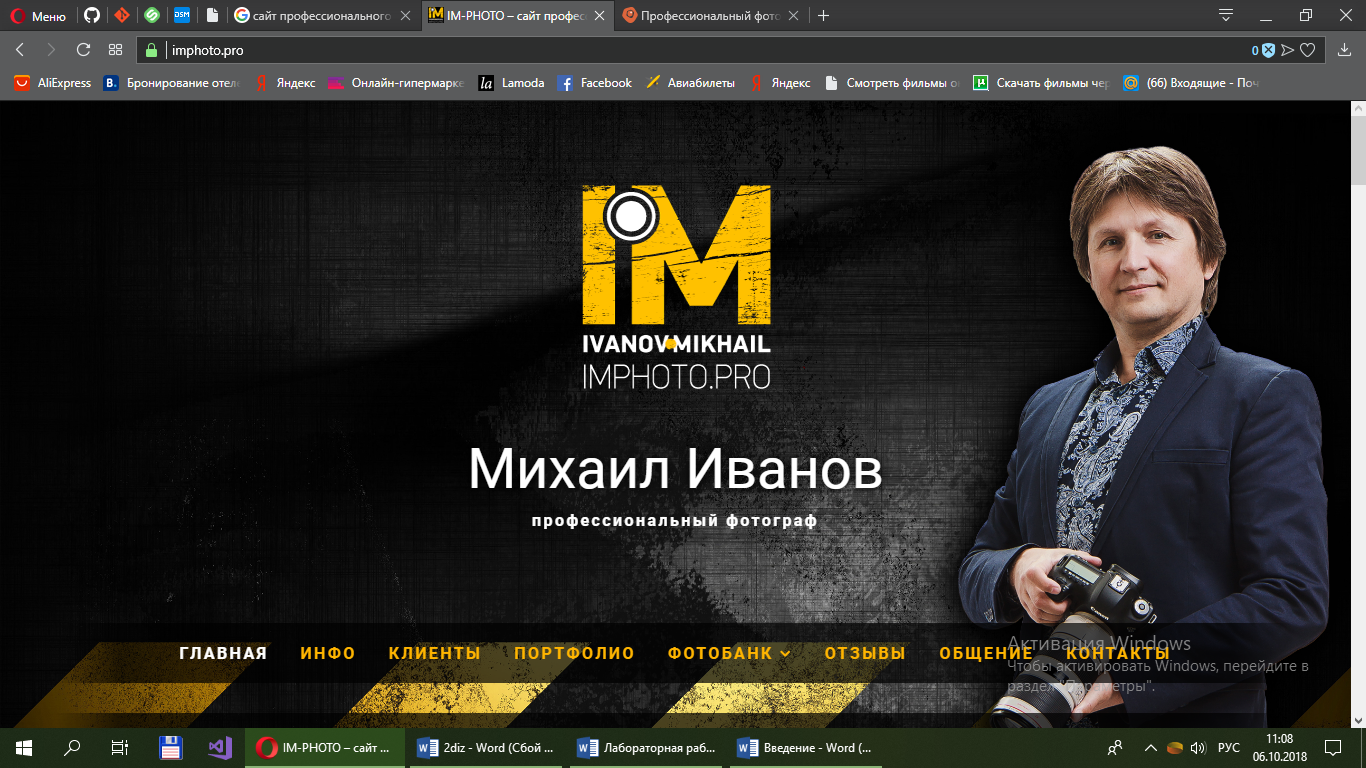 Меню
DSM
сайт профессионального
IM-PHOTO – сайт профес
Профессиональный фото
imphoto.pro
0
AliExpress
B.
Бронирование отеле
Я
Яндекс
Онлайн-гипермарке
la
Lamoda
Facebook
Авиабилеты
Я
Яндекс
Смотреть фильмы о
Скачать фильмы чер
(66) Входящие - Поч
IM
IVANOV MIKHAIL
IMPHOTO.PRO
Михаил Иванов
профессиональный фотограф
Canon
ГЛАВНАЯ ИНФО КЛИЕНТЫ ПОРТФОЛИО ФОТОБАНК ОТЗЫВЫ ОБЩЕНИЕ КОНТАКТЫ
Активация Windows
Чтобы активировать Windows, перейдите в
раздел "Параметры".
IM-PHOTO – сайт ...
2diz - Word (Сбой ...
Лабораторная раб...
Введение - Word (...
РУС
11:08
06.10.2018